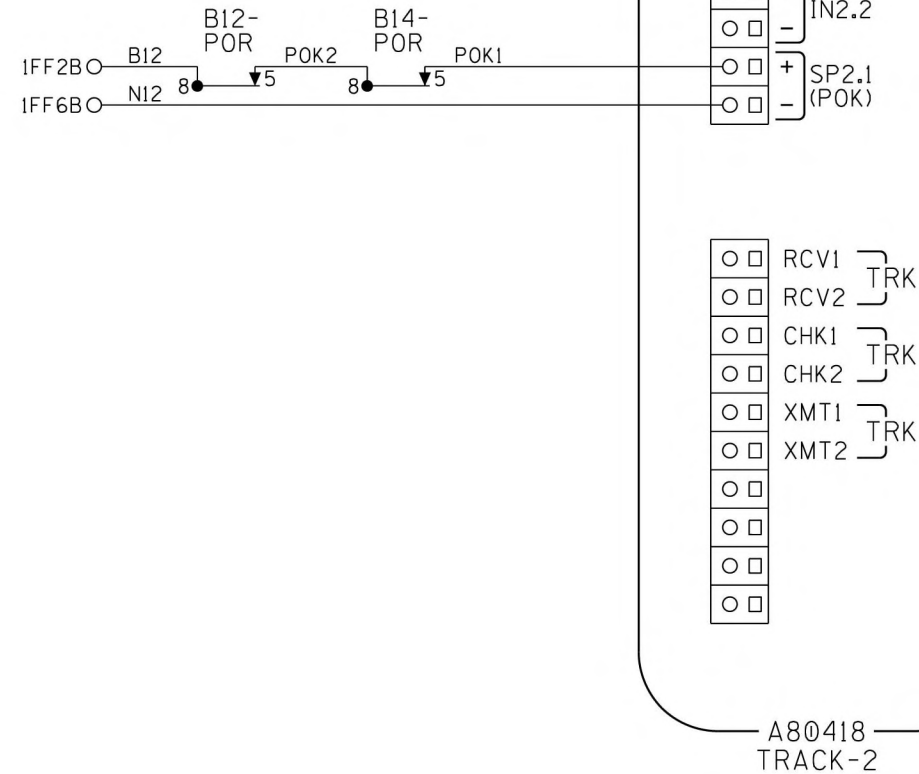 IN2.2
-
B12-
POR
B14-
POR
1FF2B
B12
8
5
POK2
8
5
POK1
+
SP2.1
(POK)
1FF6B
N12
-
RCV1
TRK
RCV2
CHK1
TRK
CHK2
XMT1
TRK
XMT2
A80418
TRACK-2